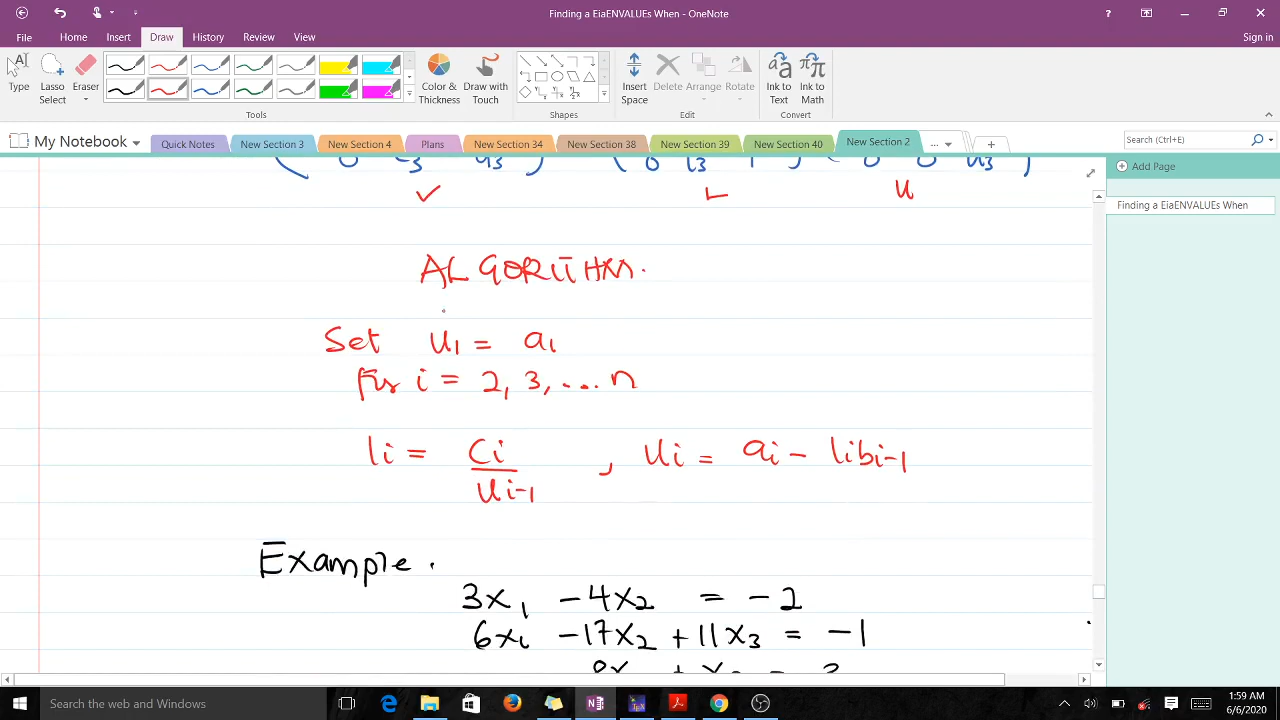 Finding a EiaENVALUEs When - OneNote
File Home Insert Draw History Review View Sign in
Type Lasso Select Eraser Color & Thickness Draw with Touch Insert Space Delete Arrange Rotate Ink to Text Ink to Math
Tools Shapes Edit Convert
My Notebook Quick Notes New Section 3 New Section 4 Plans New Section 34 New Section 38 New Section 39 New Section 40 New Section 2 ... Search (Ctrl+E)
Add Page
Finding a EiaENVALUEs When
U
ALGORITHM.
Set u1 = a1
For i = 2, 3, ... n
li = ci / ui-1 , ui = ai - libi-1
Example.
3x1 - 4x2 = -2
6x1 - 17x2 + 11x3 = -1
Search the web and Windows
1:59 AM
6/6/2020